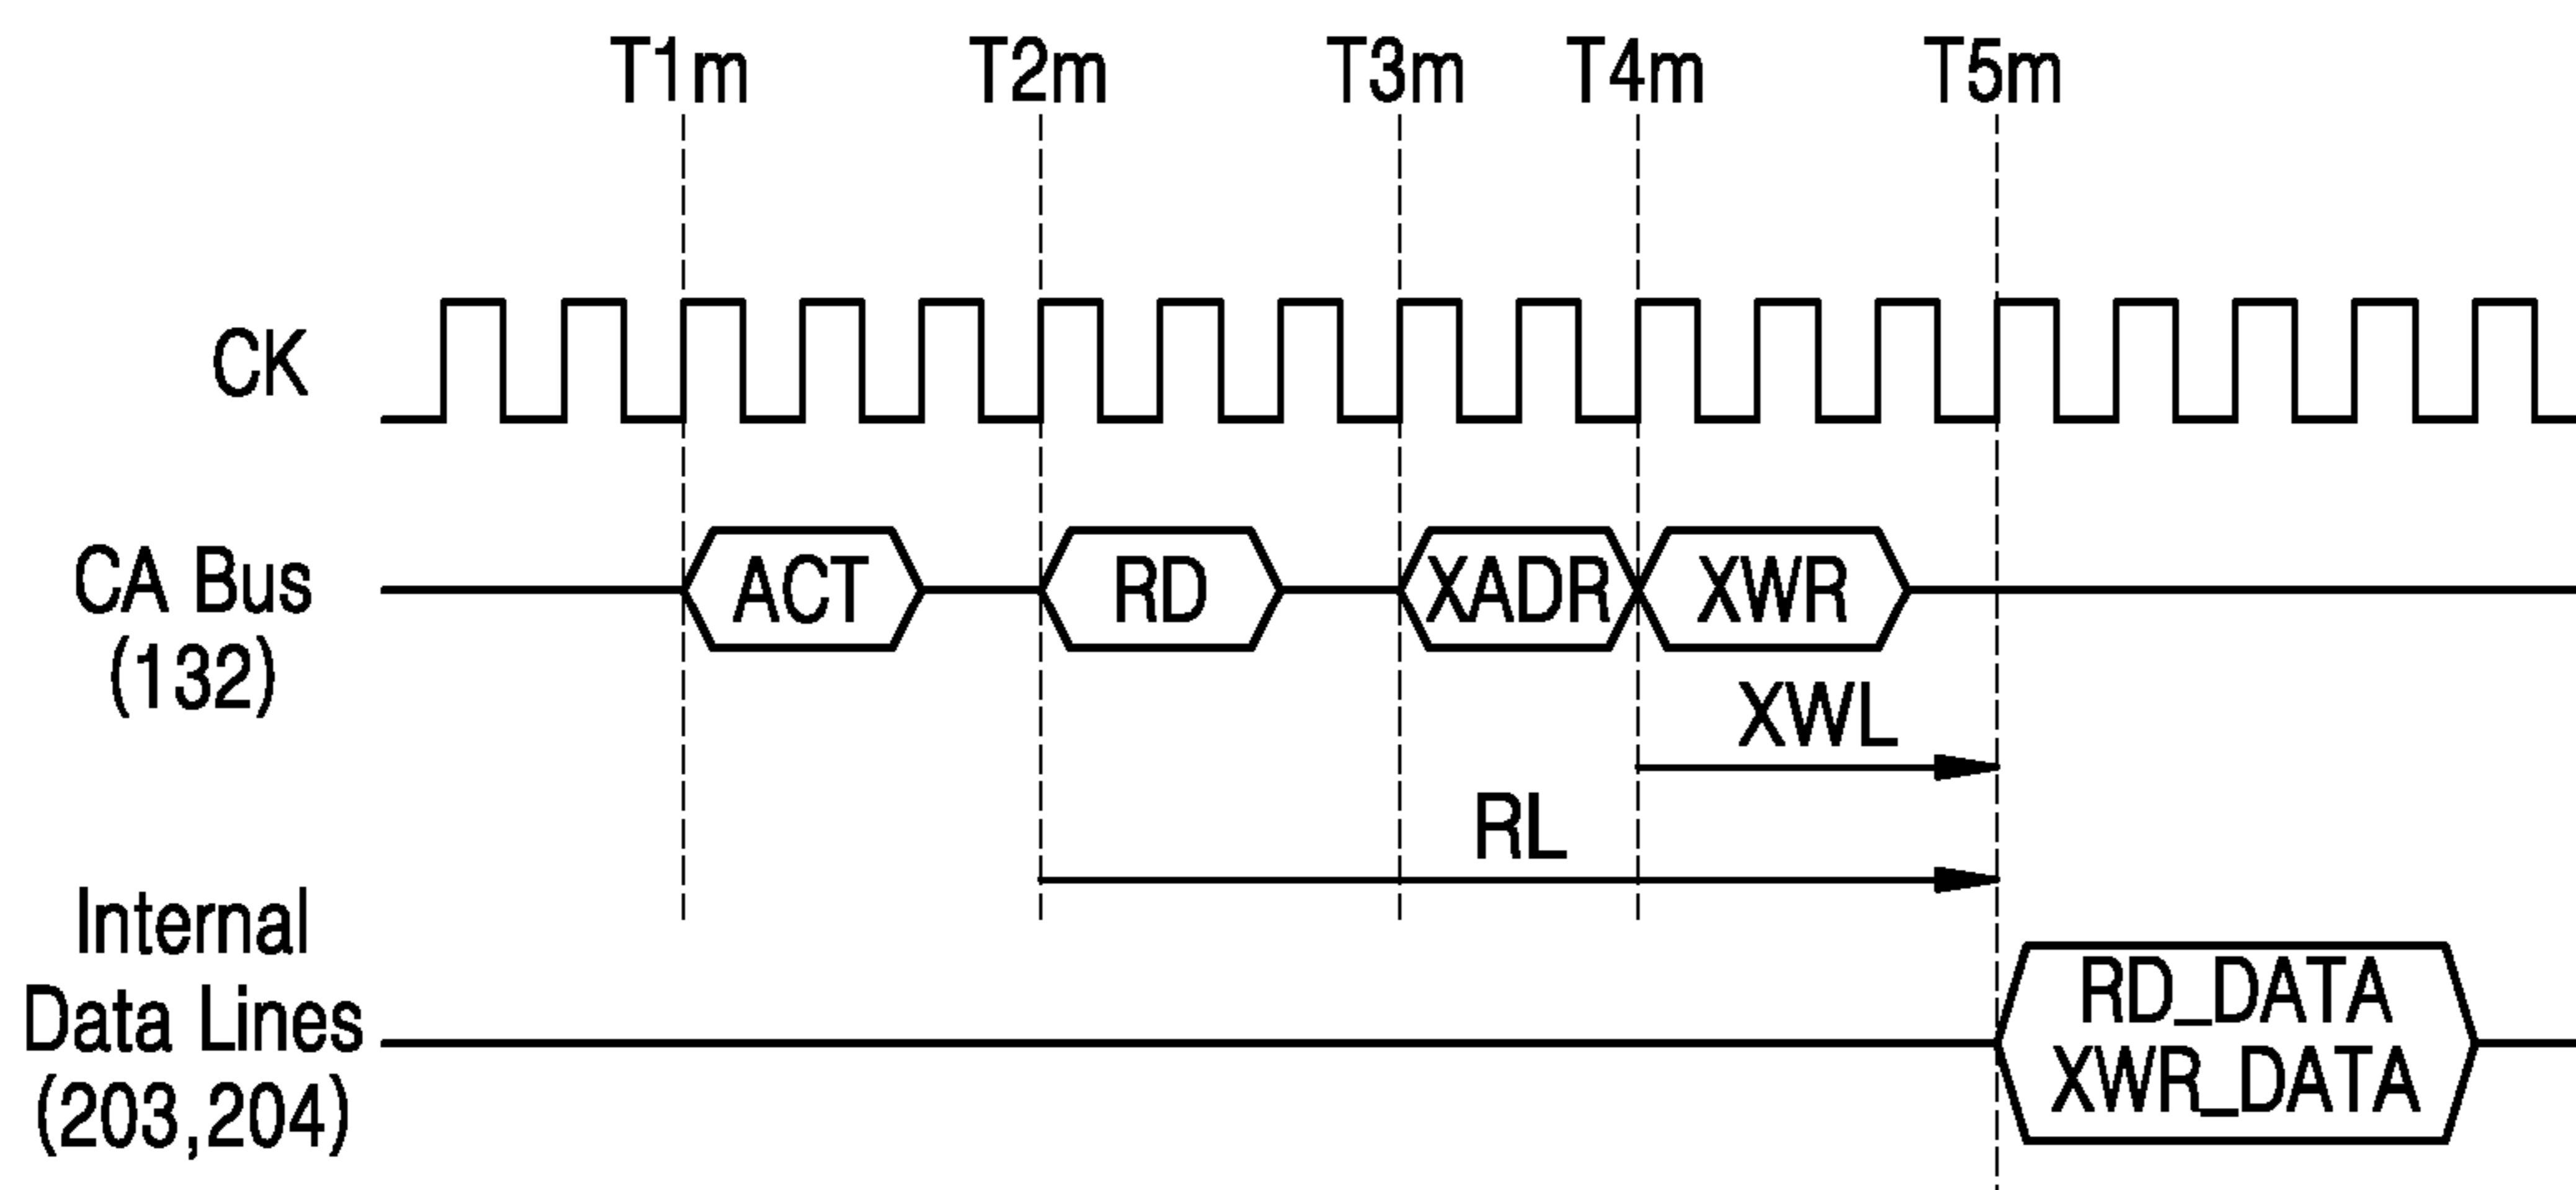 T1m T2m T3m T4m T5m
CK
CA Bus
(132)
ACT RD XADR XWR
XWL
RL
Internal
Data Lines
(203,204)
RD_DATA
XWR_DATA